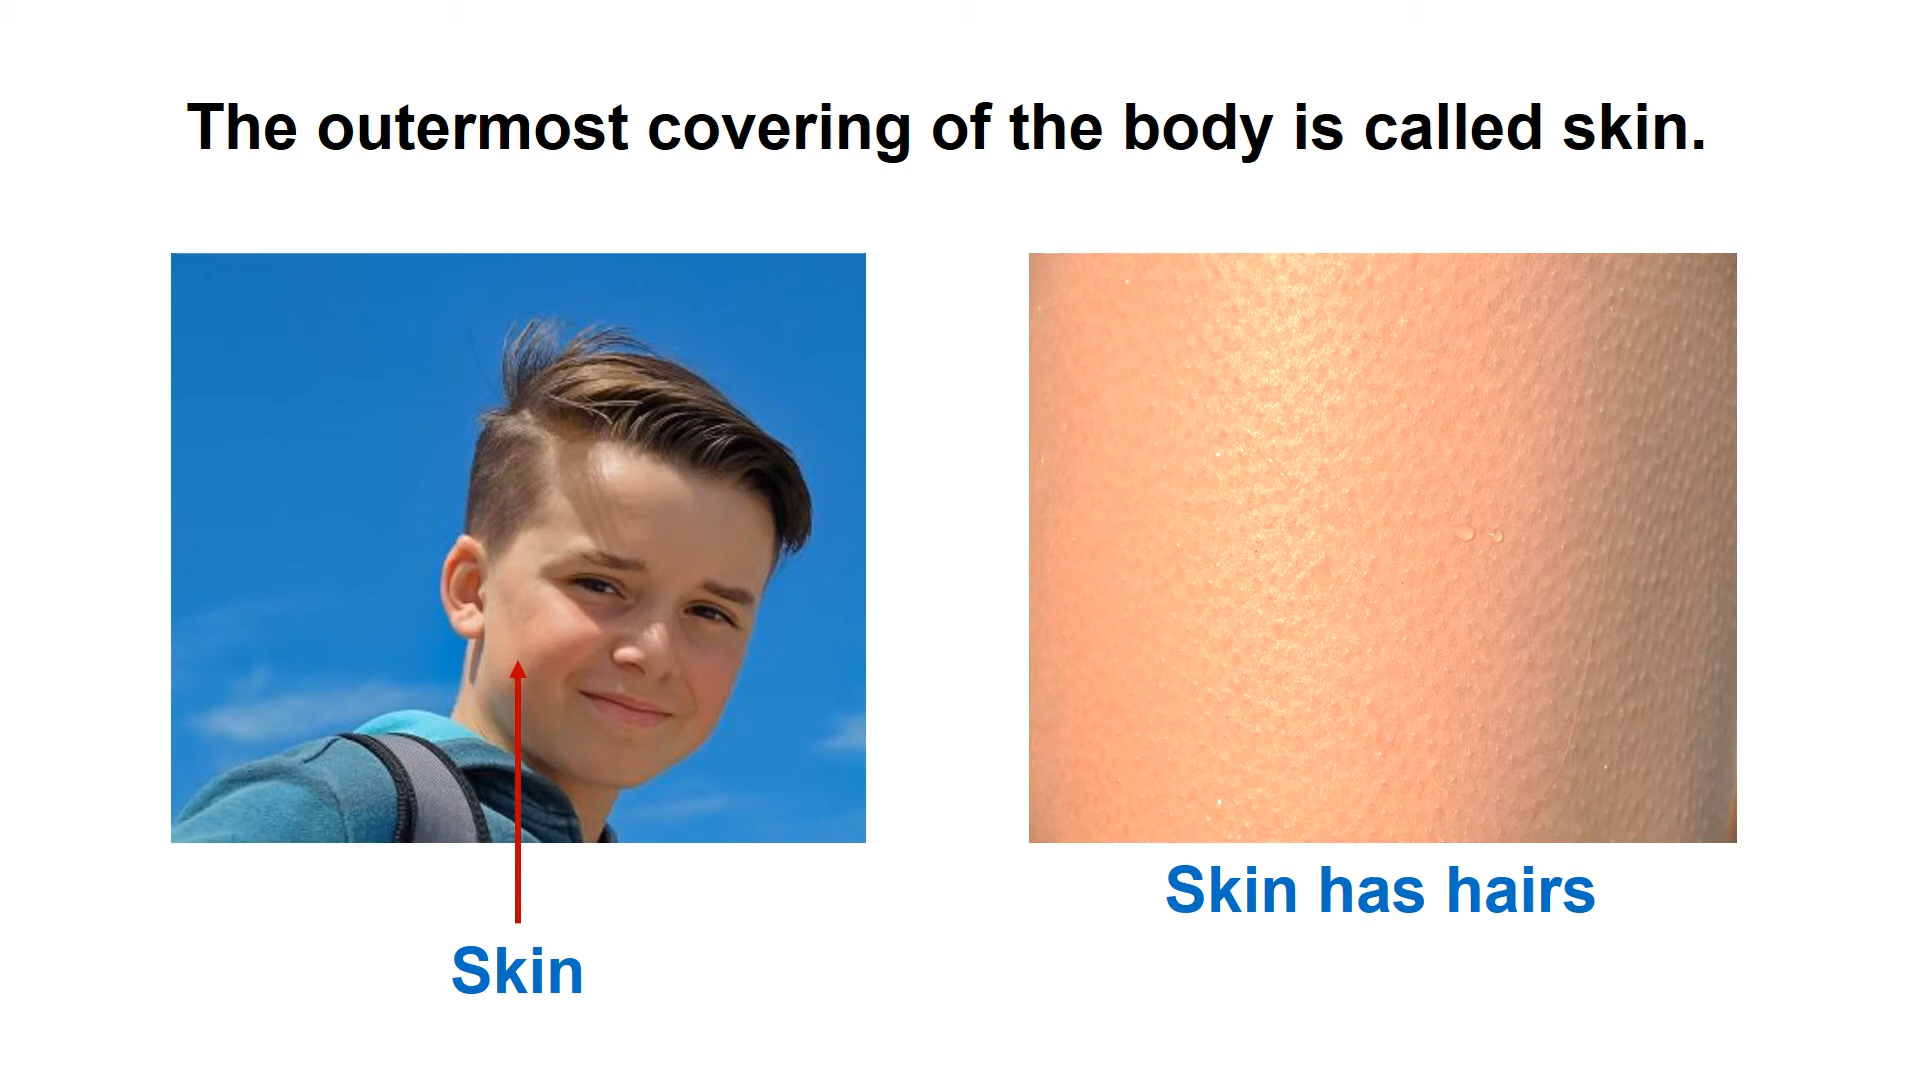 The outermost covering of the body is called skin.
Skin has hairs
Skin